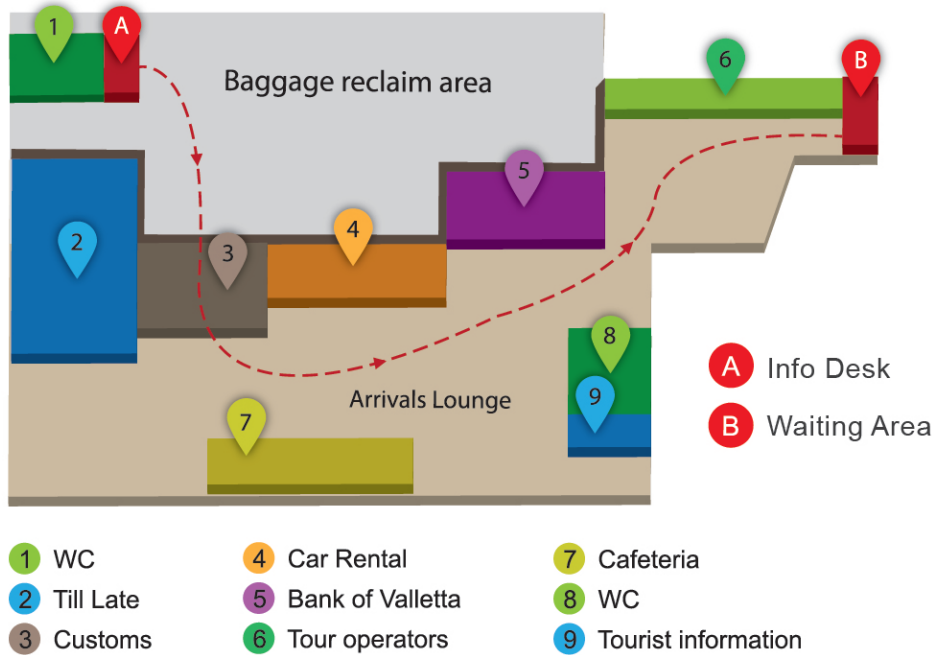 1
A
Baggage reclaim area
6
B
5
2
3
4
8
A Info Desk
9
Arrivals Lounge
7
B Waiting Area
1 WC
4 Car Rental
7 Cafeteria
2 Till Late
5 Bank of Valletta
8 WC
3 Customs
6 Tour operators
9 Tourist information